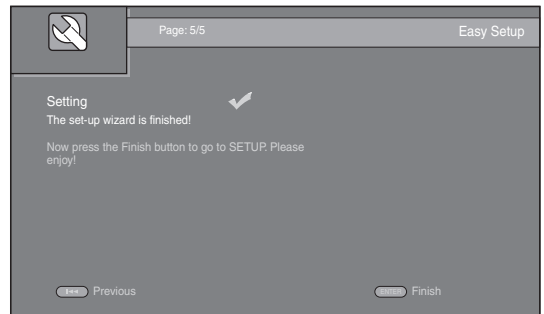 Page: 5/5
Easy Setup
Setting
The set-up wizard is finished!
Now press the Finish button to go to SETUP. Please
enjoy!
Previous
ENTER Finish